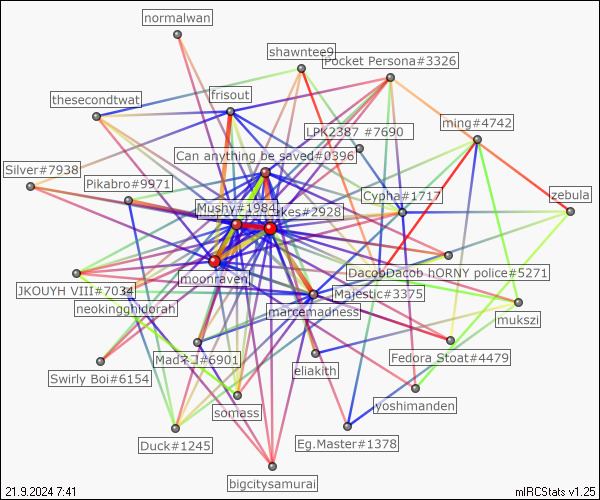 normalwan
shawntee9
Pocket Persona#3326
thesecondtwat
frisout
LPK2387 #7690
ming#4742
Can anything be saved#0396
Silver#7938
Pikabro#9971
Cypha#1717
zebula
Mushy#1984
kes#2928
moonraven
DacobDacob hORNY police#5271
JKOUYH VIII#7034
Majestic#3375
neokingghidorah
marcemadness
mukszi
Madネコ#6901
Fedora Stoat#4479
eliakith
Swirly Boi#6154
yoshimanden
somass
Duck#1245
Eg.Master#1378
bigcitysamurai
21.9.2024 7:41
mIRCStats v1.25